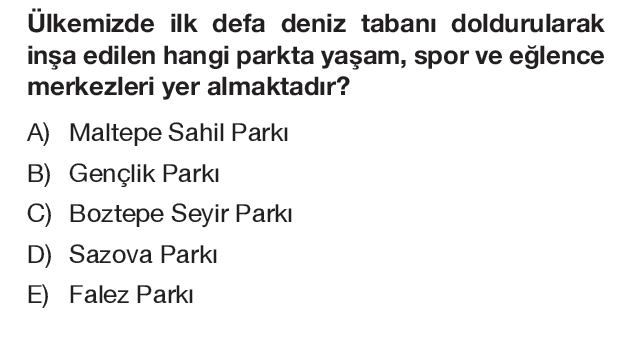 Ülkemizde ilk defa deniz tabanı doldurularak
inşa edilen hangi parkta yaşam, spor ve eğlence
merkezleri yer almaktadır?
A) Maltepe Sahil Parkı
B) Gençlik Parkı
C) Boztepe Seyir Parkı
D) Sazova Parkı
E) Falez Parkı